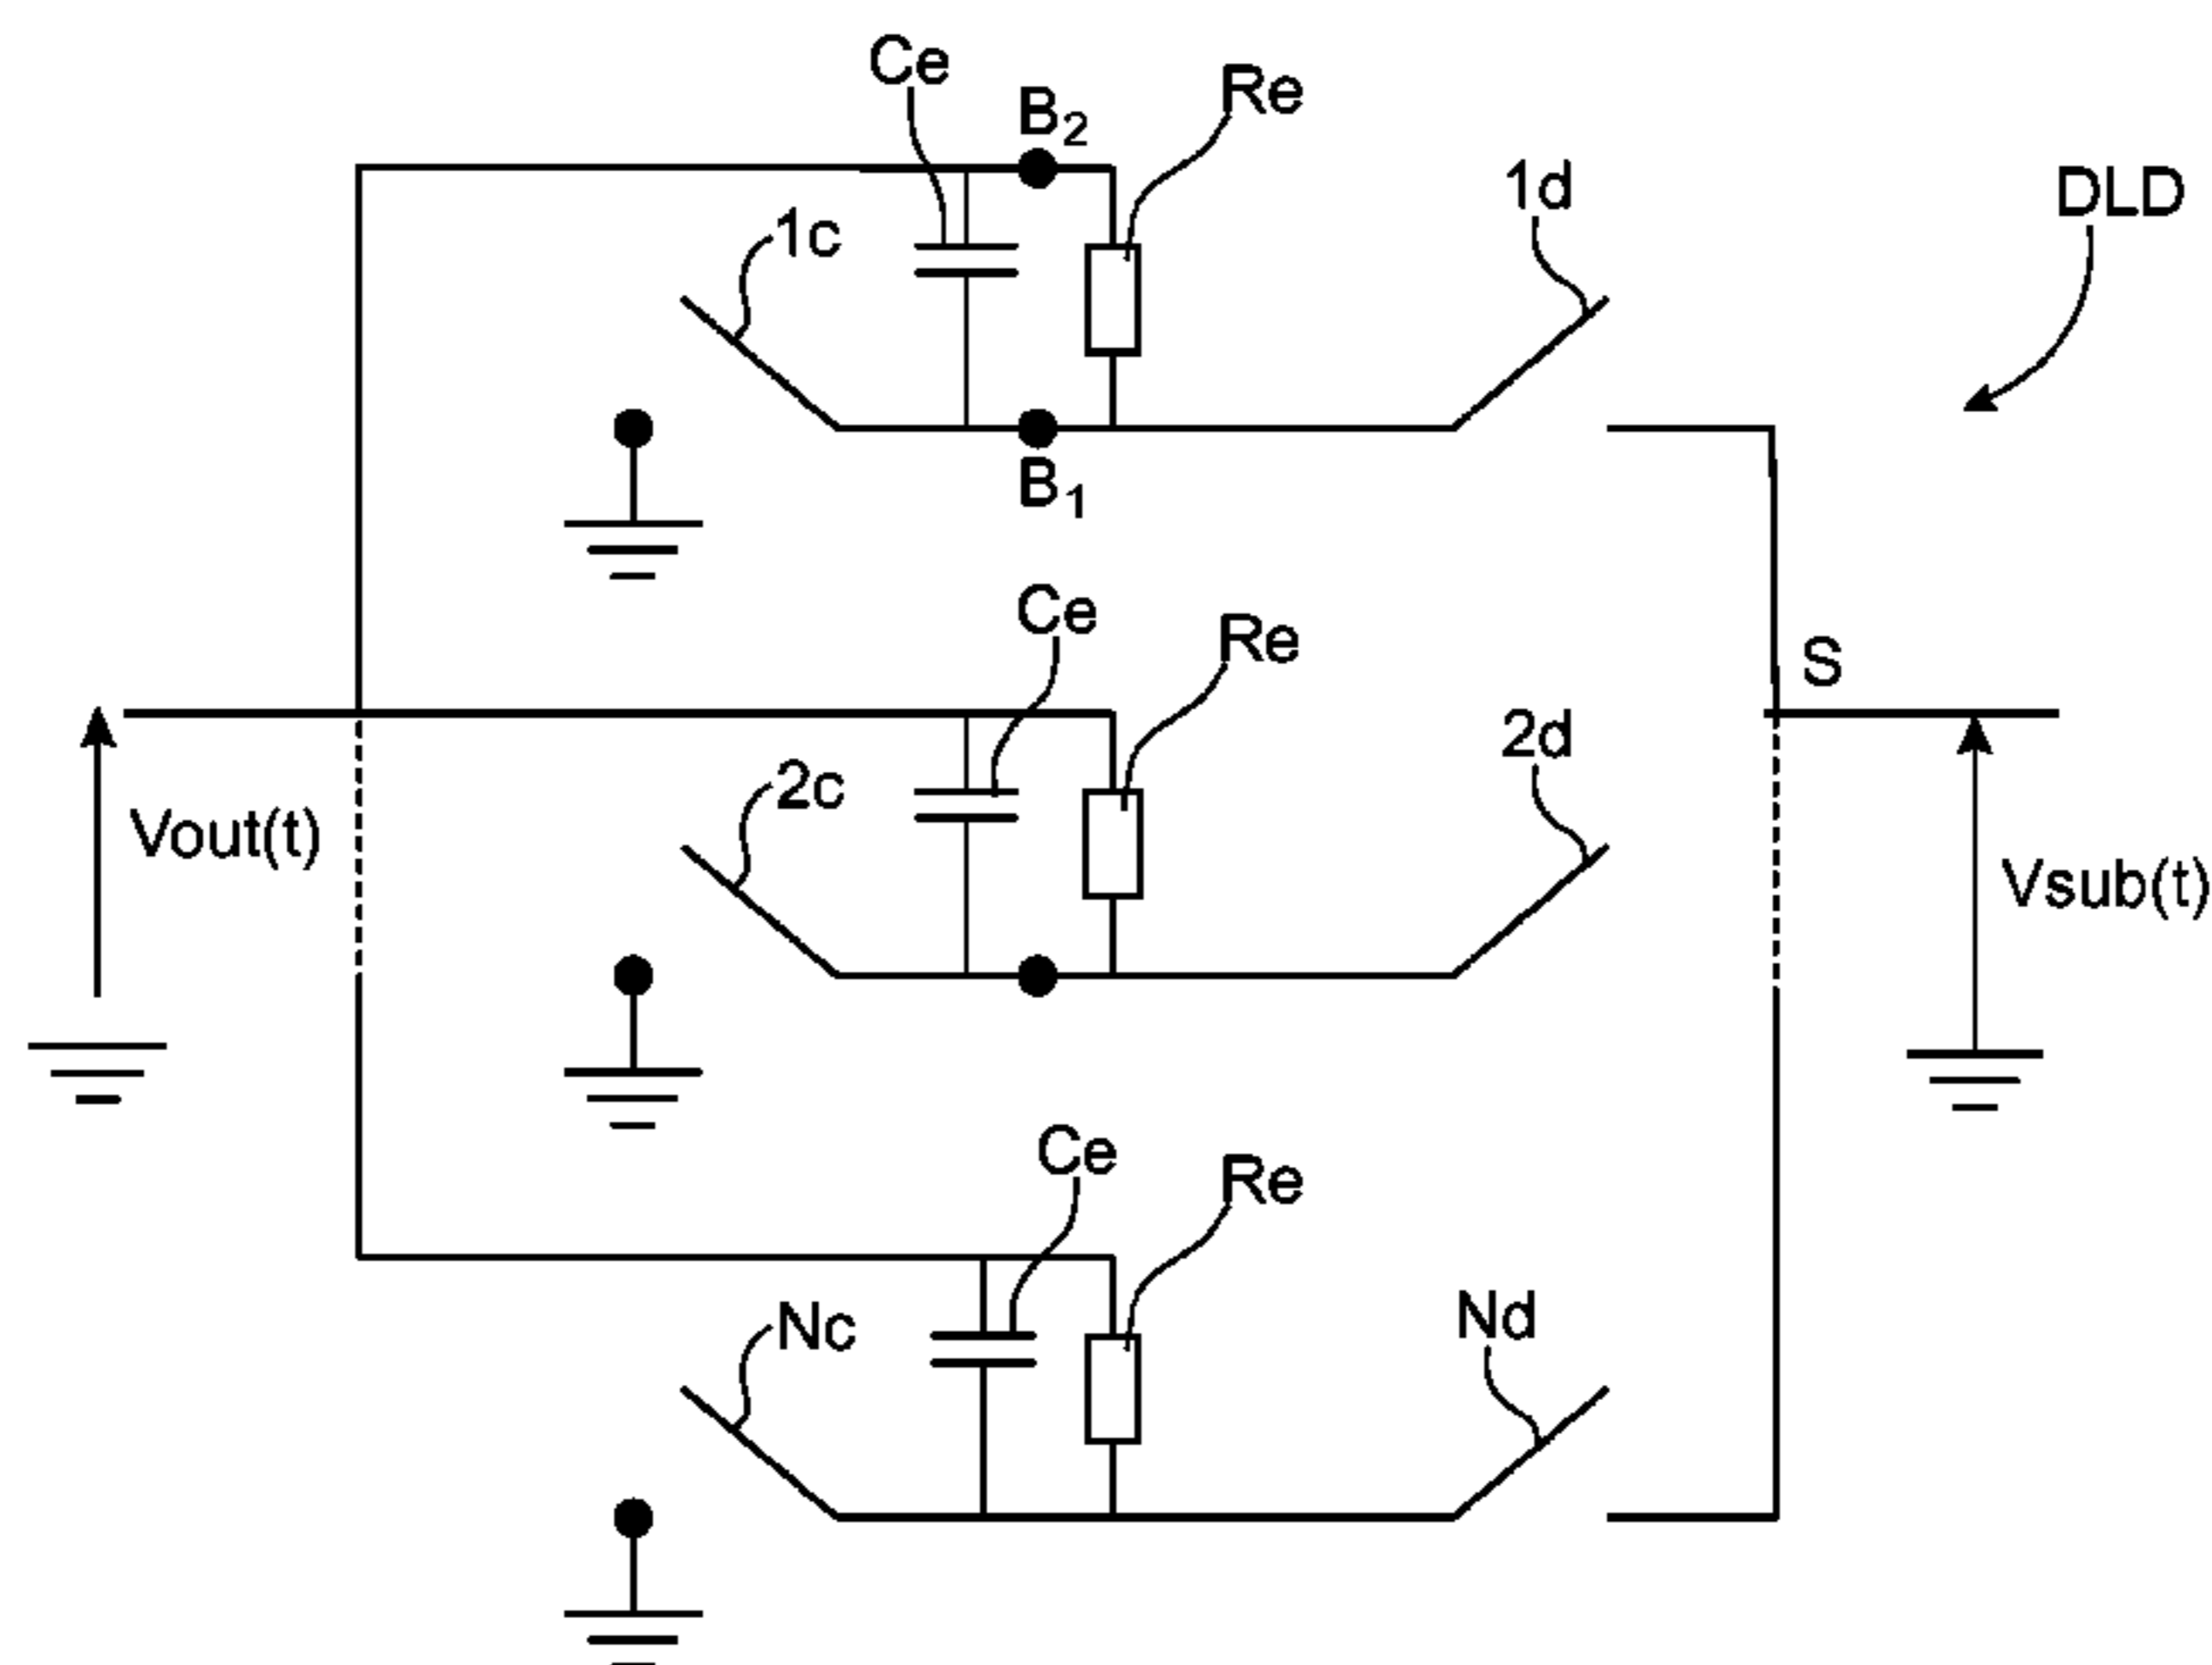 Ce
B₂
Re
1c
1d
DLD
B₁
Ce
Re
S
2c
2d
Vout(t)
Vsub(t)
Ce
Re
Nc
Nd